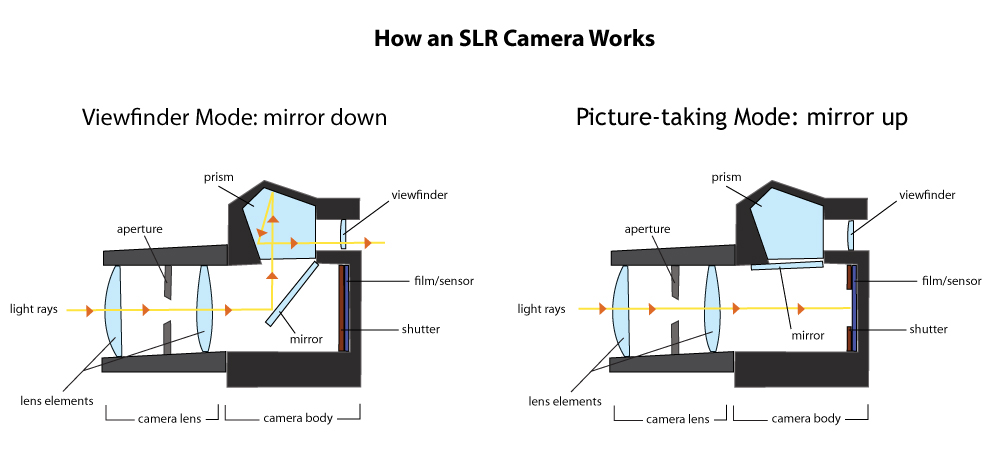 How an SLR Camera Works
Viewfinder Mode: mirror down
prism
viewfinder
aperture
film/sensor
light rays
shutter
mirror
lens elements
camera lens
camera body
Picture-taking Mode: mirror up
prism
viewfinder
aperture
film/sensor
light rays
shutter
mirror
lens elements
camera lens
camera body